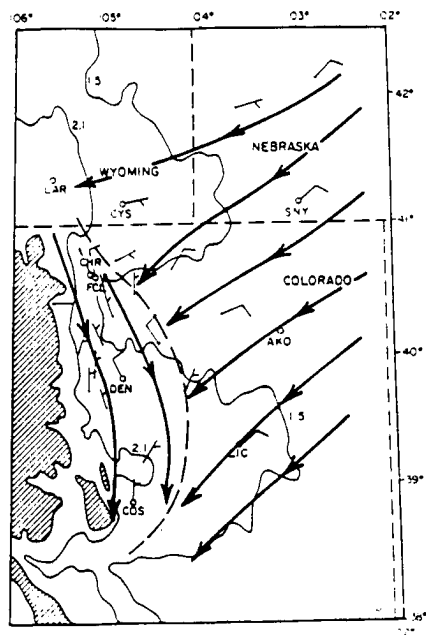 106° 105° 104° 103° 102°
1.5
42°
2.1
NEBRASKA
WYOMING
LAR
CYS
SNY
41°
CHR
FCL
COLORADO
AKO
40°
DEN
1.5
2.1
LIC
39°
COS
38°